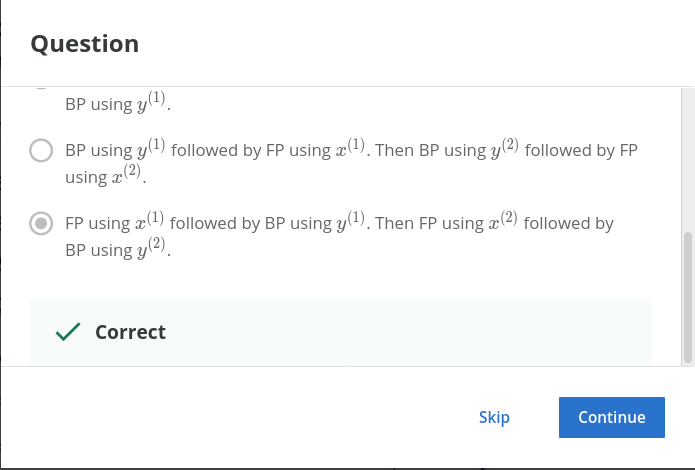 Question
BP using y(1).
BP using y(1) followed by FP using x(1). Then BP using y(2) followed by FP
using x(2).
FP using x(1) followed by BP using y(1). Then FP using x(2) followed by
BP using y(2).
Correct
Skip
Continue